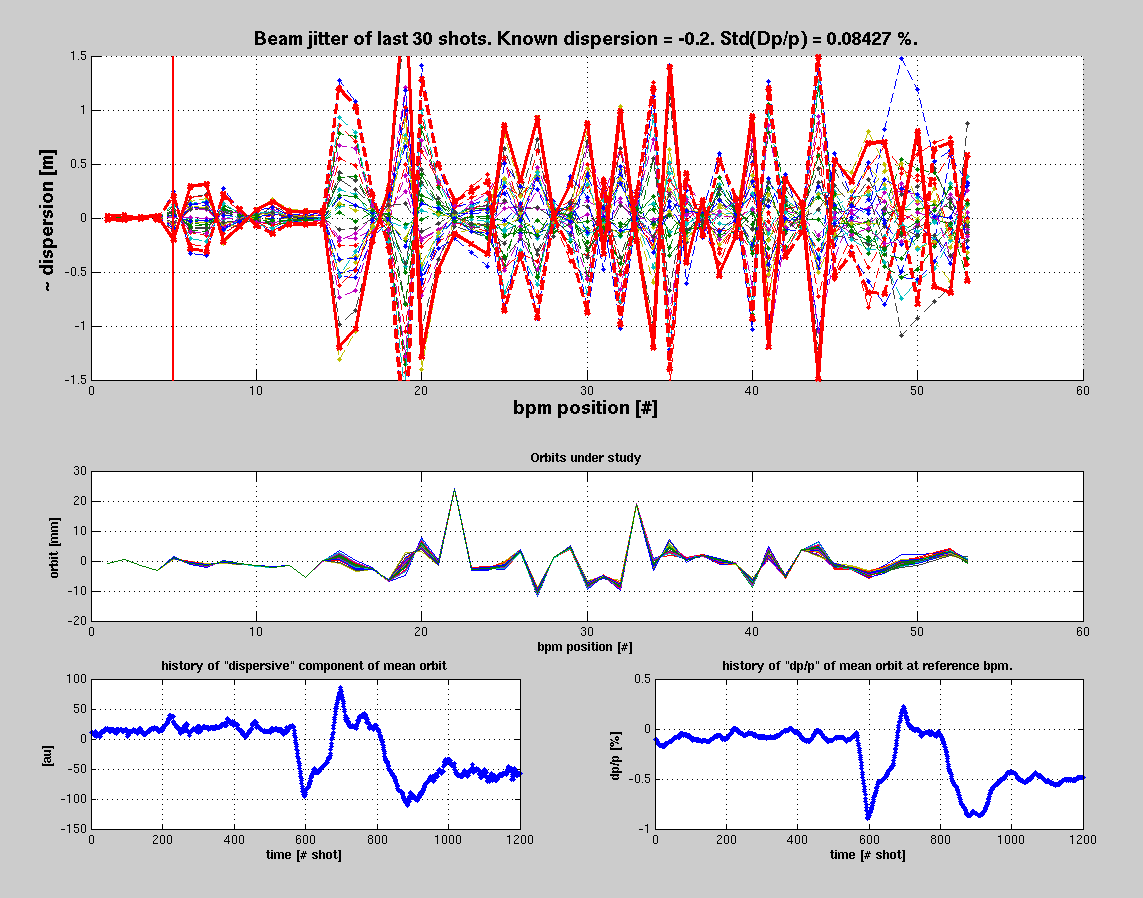 Beam jitter of last 30 shots. Known dispersion = -0.2. Std(Dp/p) = 0.08427 %.
1.5
1
0.5
0
-0.5
-1
-1.5
~ dispersion [m]
0 10 20 30 40 50 60
bpm position [#]
Orbits under study
30
20
10
0
-10
-20
orbit [mm]
0 10 20 30 40 50 60
bpm position [#]
history of "dispersive" component of mean orbit
100
50
0
-50
-100
-150
[au]
0 200 400 600 800 1000 1200
time [# shot]
history of "dp/p" of mean orbit at reference bpm.
0.5
0
-0.5
-1
dp/p [%]
0 200 400 600 800 1000 1200
time [# shot]